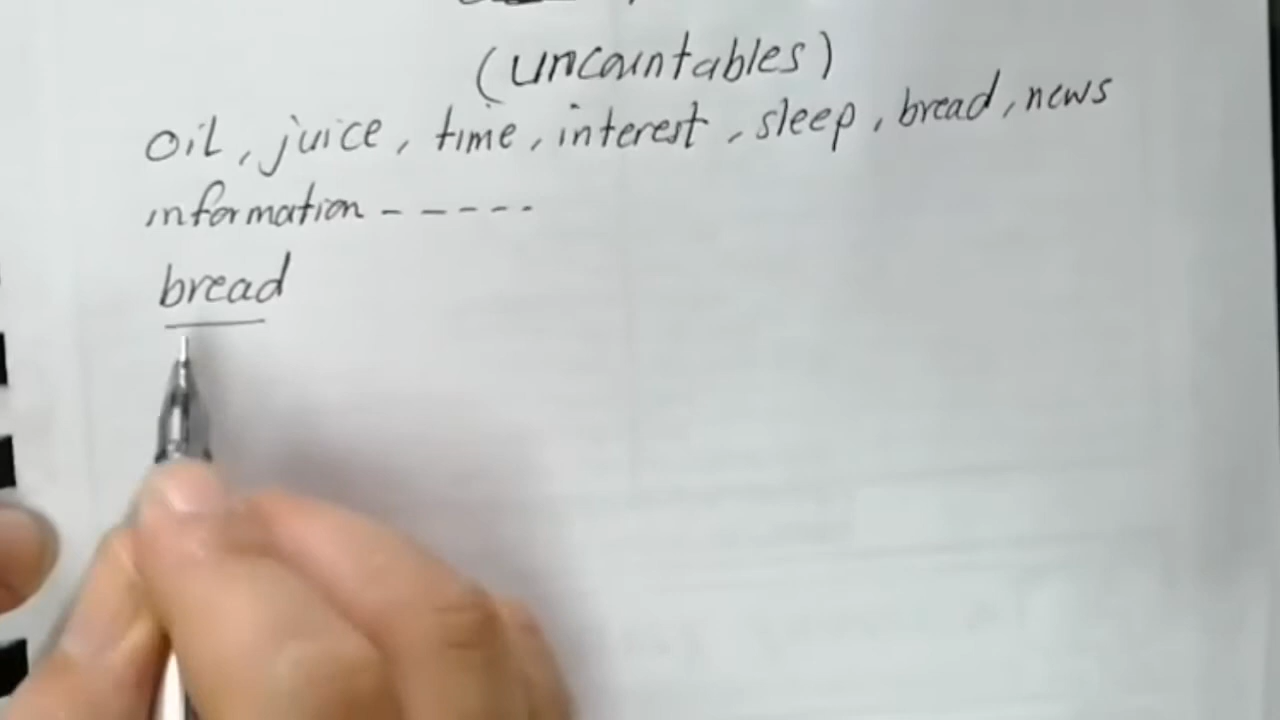 (uncountables)
oil, juice, time, interest, sleep, bread, news
information - - - - -
bread